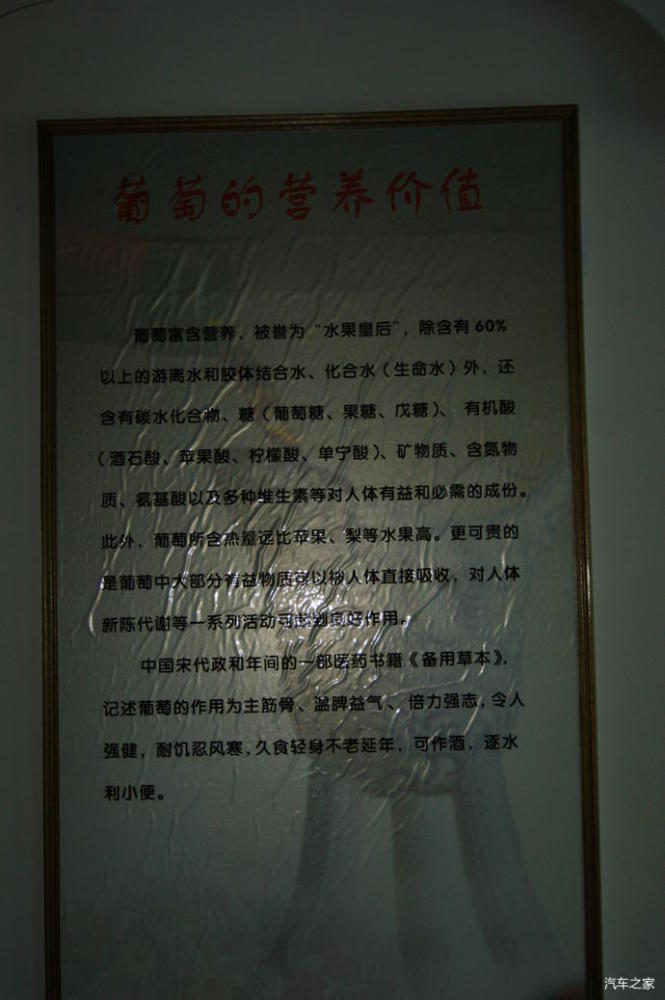 葡萄的营养价值
葡萄富含营养，被誉为“水果皇后”，除含有60%
以上的游离水和胶体结合水、化合水（生命水）外，还
含有碳水化合物、糖（葡萄糖、果糖、戊糖）、有机酸
（酒石酸、苹果酸、柠檬酸、单宁酸）、矿物质、含氮物
质、氨基酸以及多种维生素等对人体有益和必需的成份。
此外，葡萄所含热量远比苹果、梨等水果高。更可贵的
是葡萄中大部分有益物质可以被人体直接吸收，对人体
新陈代谢等一系列活动可起到良好作用。
中国宋代政和年间的一部医药书籍《备用草本》，
记述葡萄的作用为主筋骨、温脾益气、倍力强志，令人
强健，耐饥忍风寒，久食轻身不老延年，可作酒，逐水
利小便。
汽车之家